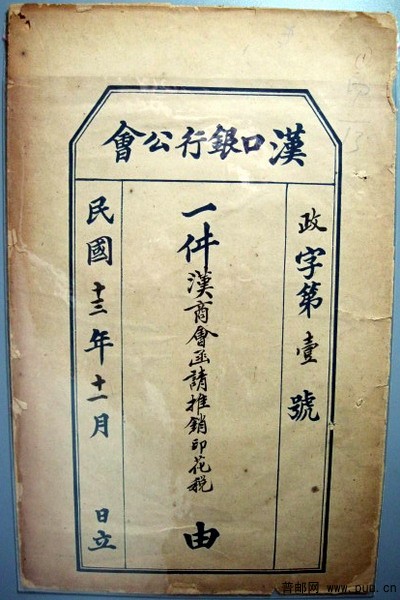 漢口銀行公會
政字第壹號
一件漢商會函請推銷印花稅由
民國十三年十一月 日立
普邮网 www.puu.cn